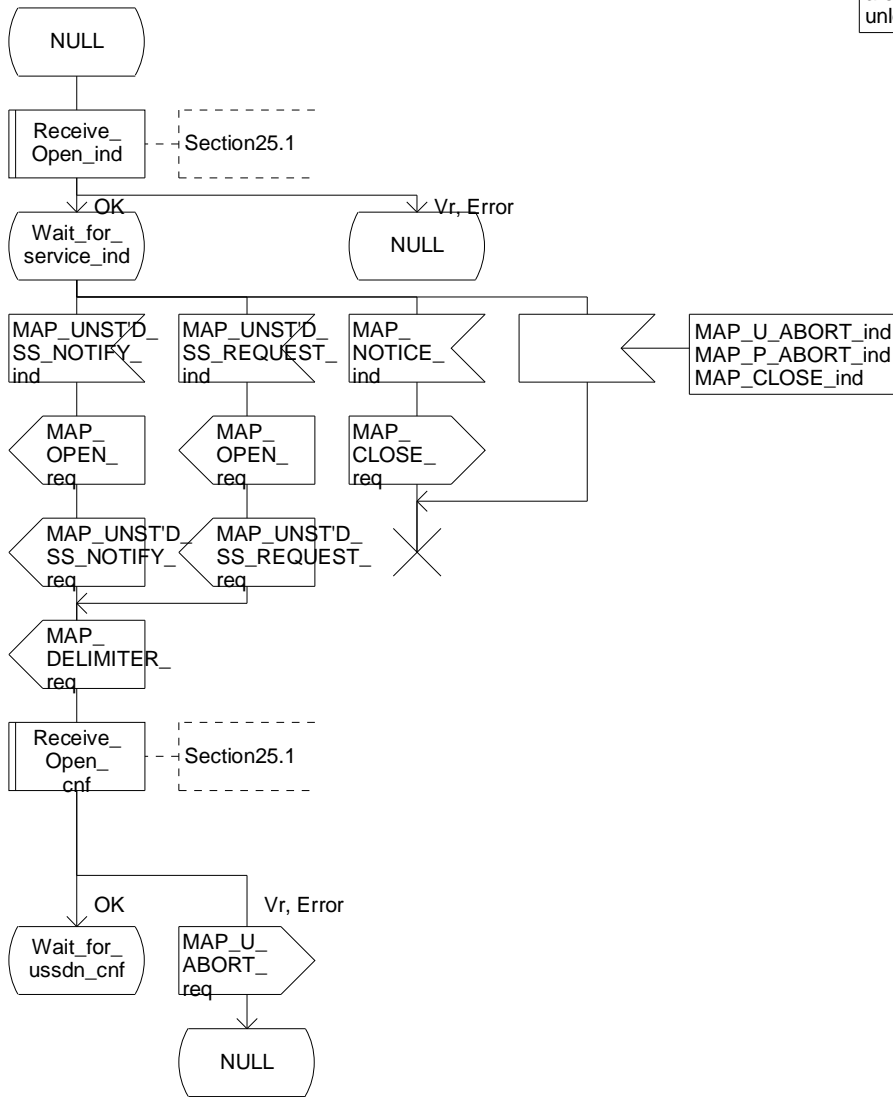 unl
NULL
Receive_
Open_ind
Section25.1
OK
Vr, Error
Wait_for_
service_ind
NULL
MAP_UNST'D_
SS_NOTIFY_
ind
MAP_UNST'D_
SS_REQUEST_
ind
MAP_
NOTICE_
ind
MAP_U_ABORT_ind
MAP_P_ABORT_ind
MAP_CLOSE_ind
MAP_
OPEN_
req
MAP_
OPEN_
req
MAP_
CLOSE_
req
MAP_UNST'D_
SS_NOTIFY_
req
MAP_UNST'D_
SS_REQUEST_
req
MAP_
DELIMITER_
req
Receive_
Open_
cnf
Section25.1
OK
Vr, Error
Wait_for_
ussdn_cnf
MAP_U_
ABORT_
req
NULL